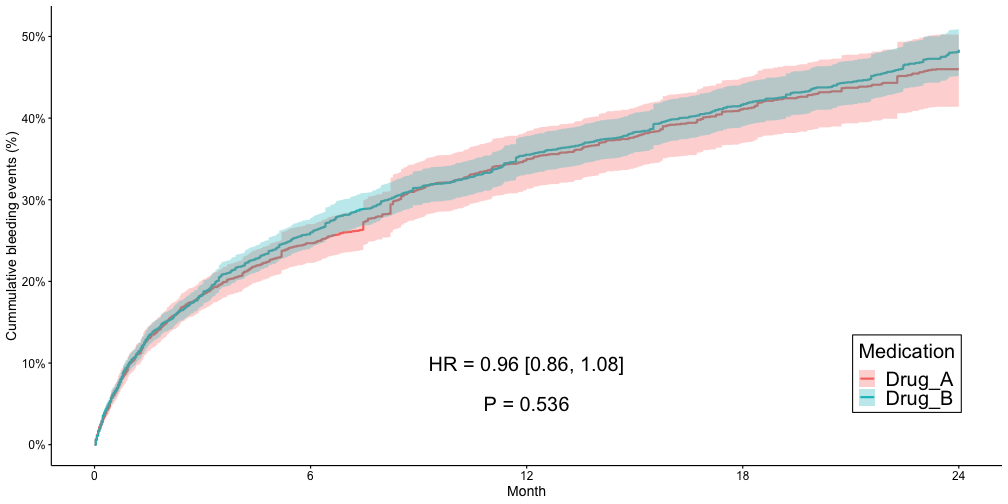 Cummulative bleeding events (%)
50%
40%
30%
20%
10%
0%
HR = 0.96 [0.86, 1.08]
P = 0.536
Medication
Drug_A
Drug_B
0
6
12
18
24
Month